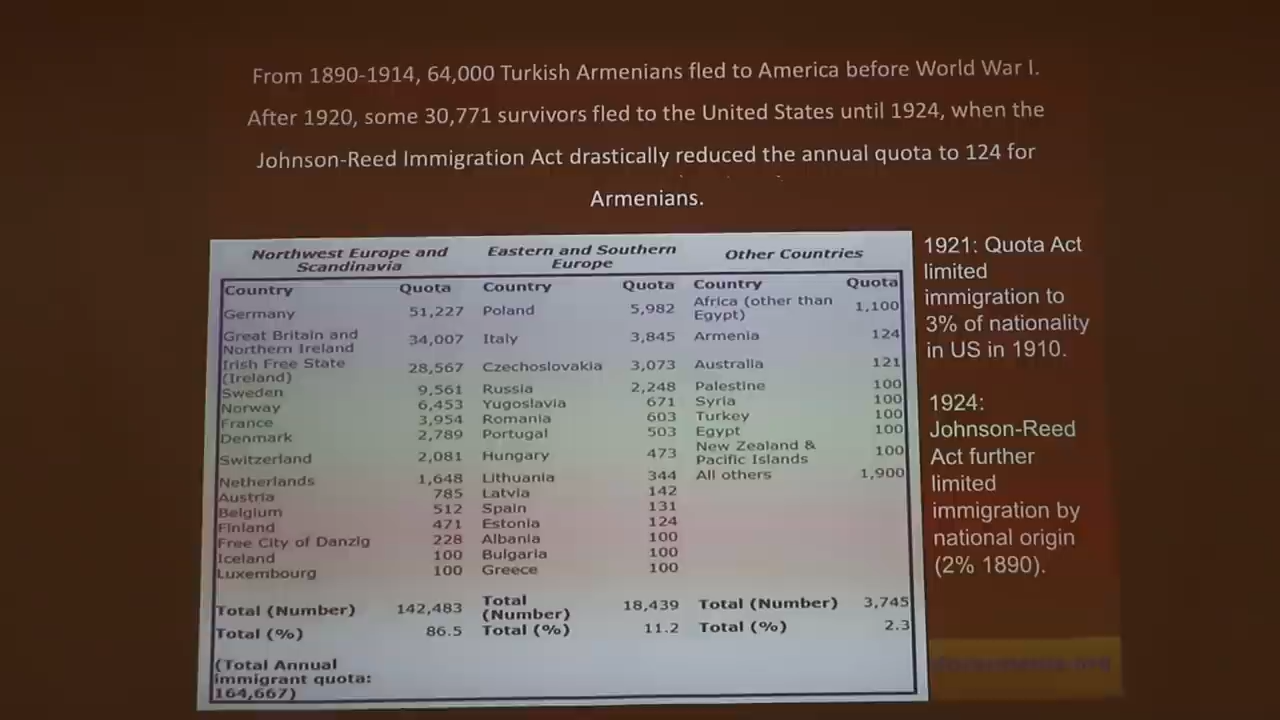 From 1890-1914, 64,000 Turkish Armenians fled to America before World War I.
After 1920, some 30,771 survivors fled to the United States until 1924, when the
Johnson-Reed Immigration Act drastically reduced the annual quota to 124 for
Armenians.
Northwest Europe and Scandinavia Eastern and Southern Europe Other Countries
Country Quota Country Quota Country Quota
Germany 51,227 Poland 5,982 Africa (other than Egypt) 1,100
Great Britain and Northern Ireland 34,007 Italy 3,845 Armenia 124
Irish Free State (Ireland) 28,567 Czechoslovakia 3,073 Australia 121
Sweden 9,561 Russia 2,248 Palestine 100
Norway 6,453 Yugoslavia 671 Syria 100
France 3,954 Romania 603 Turkey 100
Denmark 2,789 Portugal 503 Egypt 100
Switzerland 2,081 Hungary 473 New Zealand & Pacific Islands 100
Netherlands 1,648 Lithuania 344 All others 1,900
Austria 785 Latvia 142
Belgium 512 Spain 131
Finland 471 Estonia 124
Free City of Danzig 228 Albania 100
Iceland 100 Bulgaria 100
Luxembourg 100 Greece 100
Total (Number) 142,483 Total (Number) 18,439 Total (Number) 3,745
Total (%) 86.5 Total (%) 11.2 Total (%) 2.3
(Total Annual
immigrant quota:
164,667)
1921: Quota Act
limited
immigration to
3% of nationality
in US in 1910.
1924:
Johnson-Reed
Act further
limited
immigration by
national origin
(2% 1890).